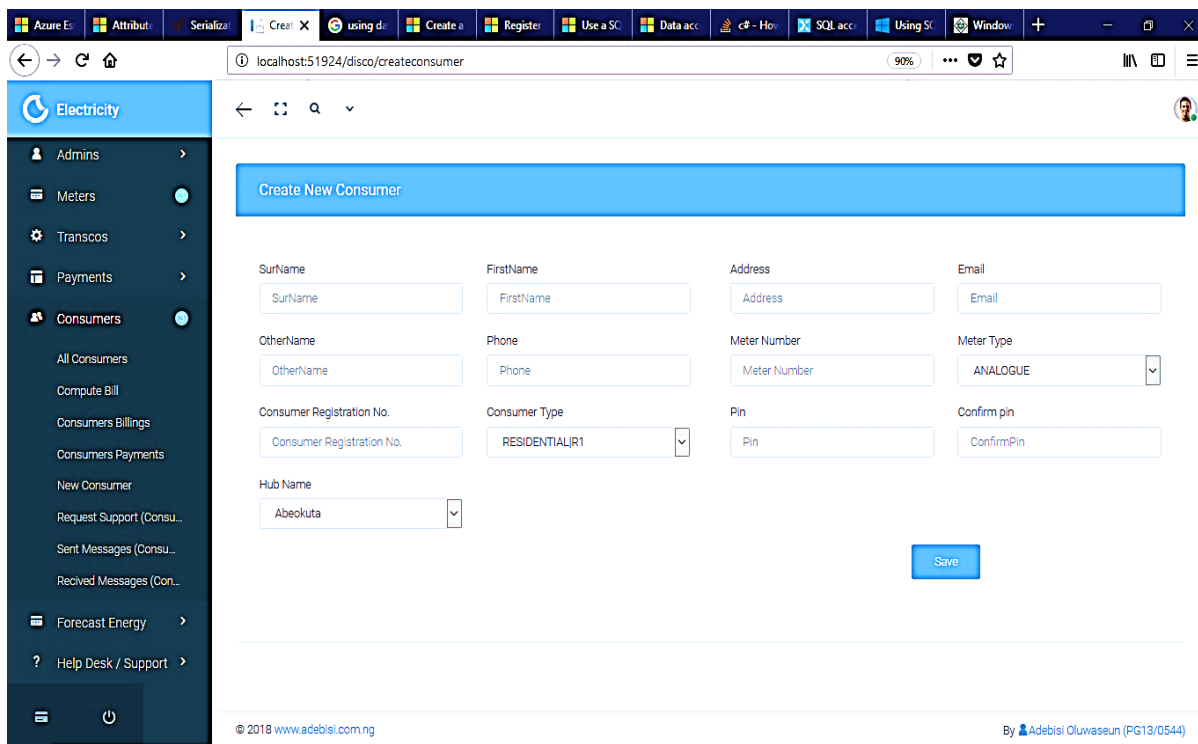 Azure Es Attribute Serializat Creat Google using da Create a Register Use a SQ Data acc c# - How SQL acce Using SC Window
localhost:51924/disco/createconsumer 90%
Electricity
Admins
Meters
Transcos
Payments
Consumers
All Consumers
Compute Bill
Consumers Billings
Consumers Payments
New Consumer
Request Support (Consu...
Sent Messages (Consu...
Recived Messages (Con...
Forecast Energy
Help Desk / Support
Create New Consumer
SurName FirstName Address Email
SurName FirstName Address Email
OtherName Phone Meter Number Meter Type
OtherName Phone Meter Number ANALOGUE
Consumer Registration No. Consumer Type Pin Confirm pin
Consumer Registration No. RESIDENTIAL|R1 Pin ConfirmPin
Hub Name
Abeokuta
Save
© 2018 www.adebisi.com.ng By Adebisi Oluwaseun (PG13/0544)